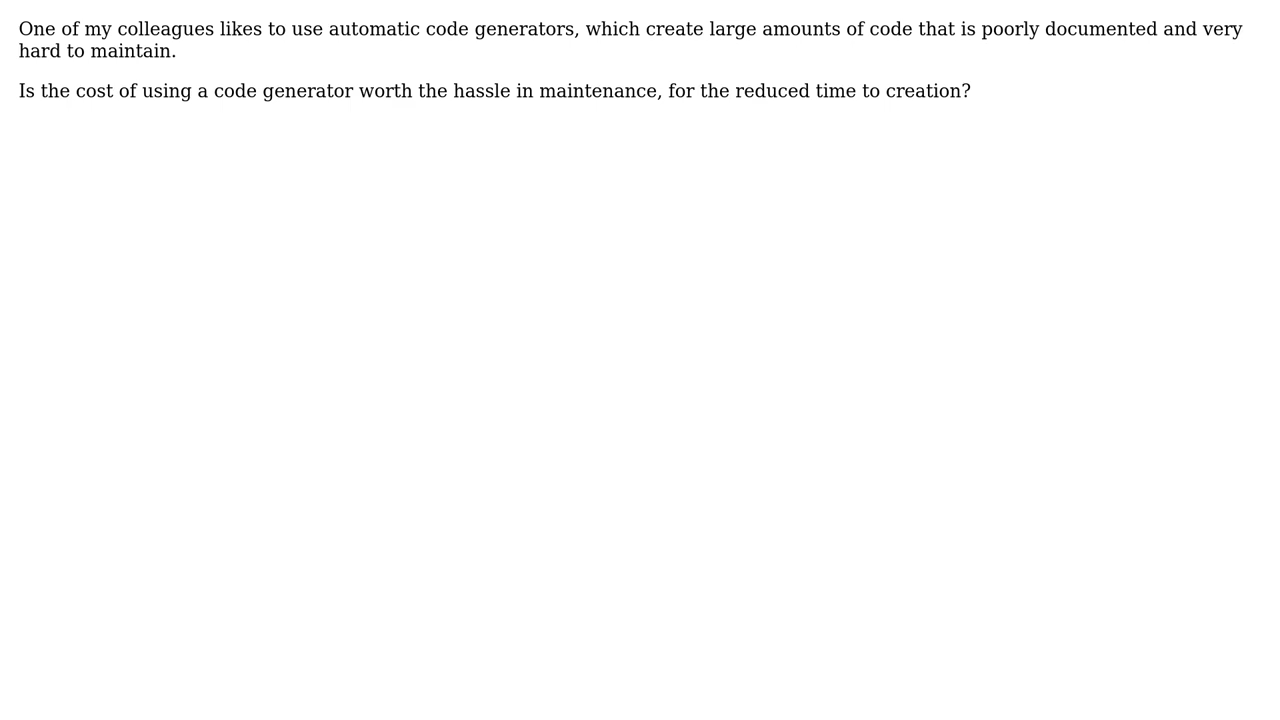 One of my colleagues likes to use automatic code generators, which create large amounts of code that is poorly documented and very
hard to maintain.
Is the cost of using a code generator worth the hassle in maintenance, for the reduced time to creation?